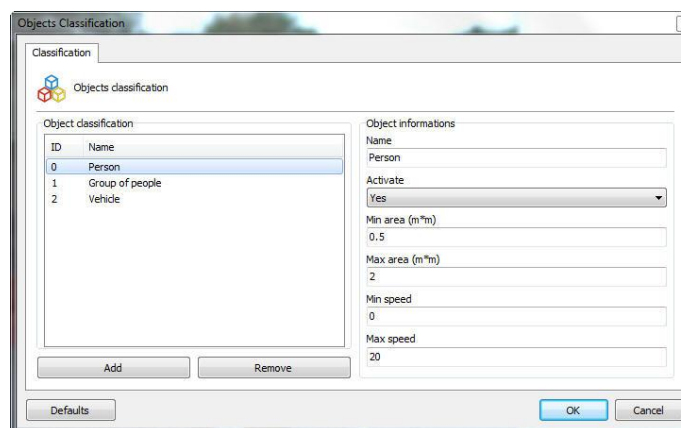 Objects Classification
Classification
Objects classification
Object classification
ID Name
0 Person
1 Group of people
2 Vehicle
Add Remove
Object informations
Name
Person
Activate
Yes
Min area (m*m)
0.5
Max area (m*m)
2
Min speed
0
Max speed
20
Defaults OK Cancel